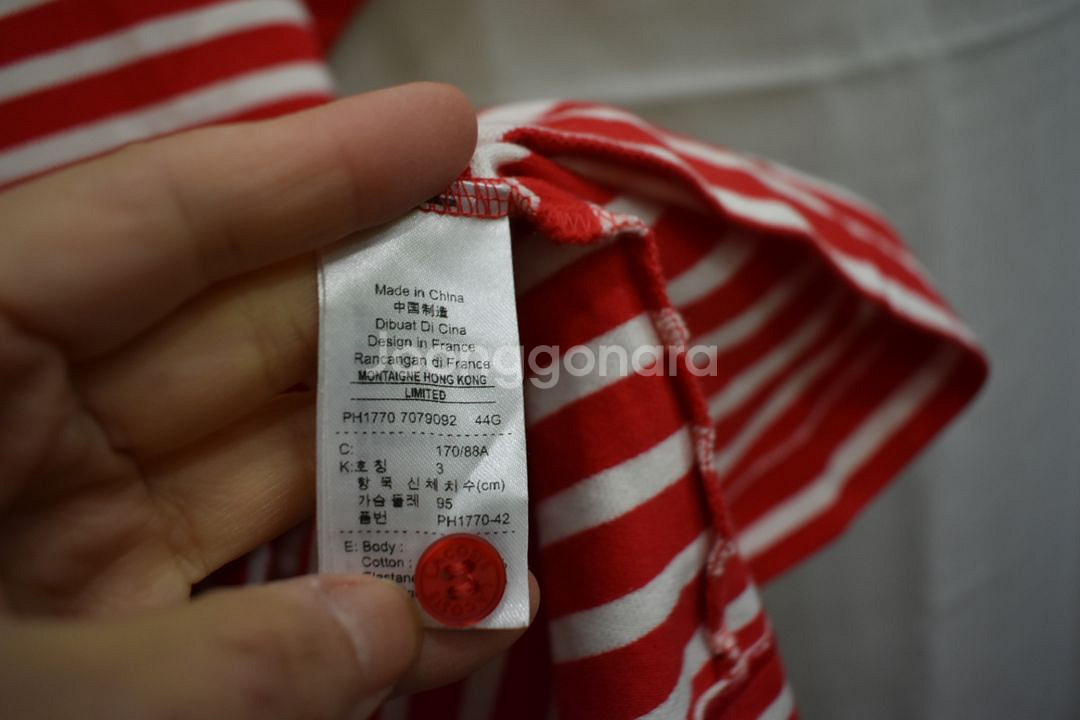 Made in China
中国制造
Dibuat Di Cina
Design in France
Rancangan di France
MONTAIGNE HONG KONG
LIMITED
PH1770 7079092 44G
C: 170/88A
K:호 칭 3
항 목 신 체 치 수(cm)
가슴 둘레 95
품번 PH1770-42
E: Body :
Cotton :